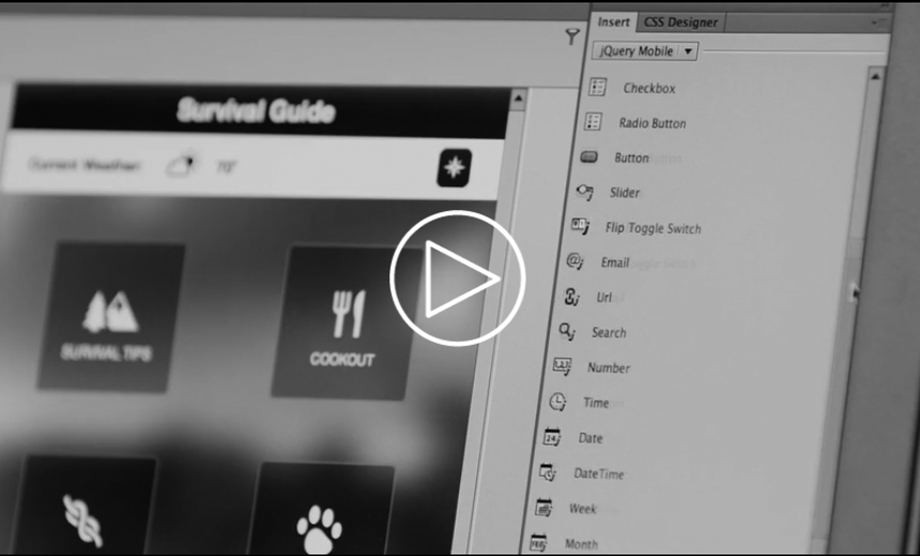 Insert CSS Designer
jQuery Mobile
Survival Guide
Current Weather: 70°
SURVIVAL TIPS
COOKOUT
Checkbox
Radio Button
Button
Slider
Flip Toggle Switch
Email
Url
Search
Number
Time
Date
DateTime
Week
Month